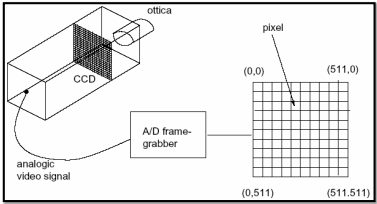 ottica
pixel
CCD
(0,0)
(511,0)
A/D frame-
grabber
analogic
video signal
(0,511)
(511.511)